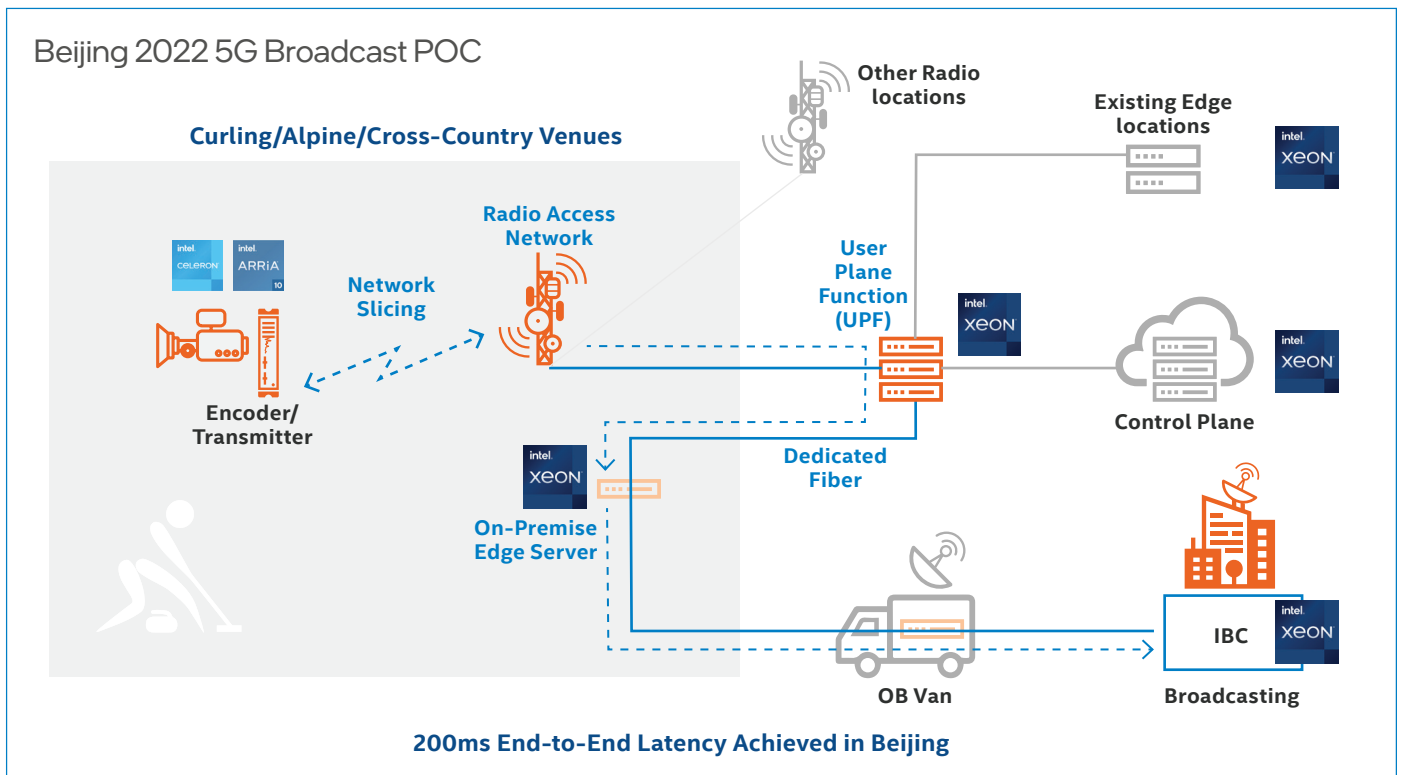 Beijing 2022 5G Broadcast POC
Other Radio
locations
Existing Edge
locations
intel.
XEON
Curling/Alpine/Cross-Country Venues
Radio Access
Network
intel.
CELERON
intel.
ARRIA
10
Network
Slicing
User
Plane
Function
(UPF)
intel.
XEON
intel.
XEON
Encoder/
Transmitter
Control Plane
Dedicated
Fiber
intel.
XEON
On-Premise
Edge Server
IBC
intel.
XEON
OB Van
Broadcasting
200ms End-to-End Latency Achieved in Beijing